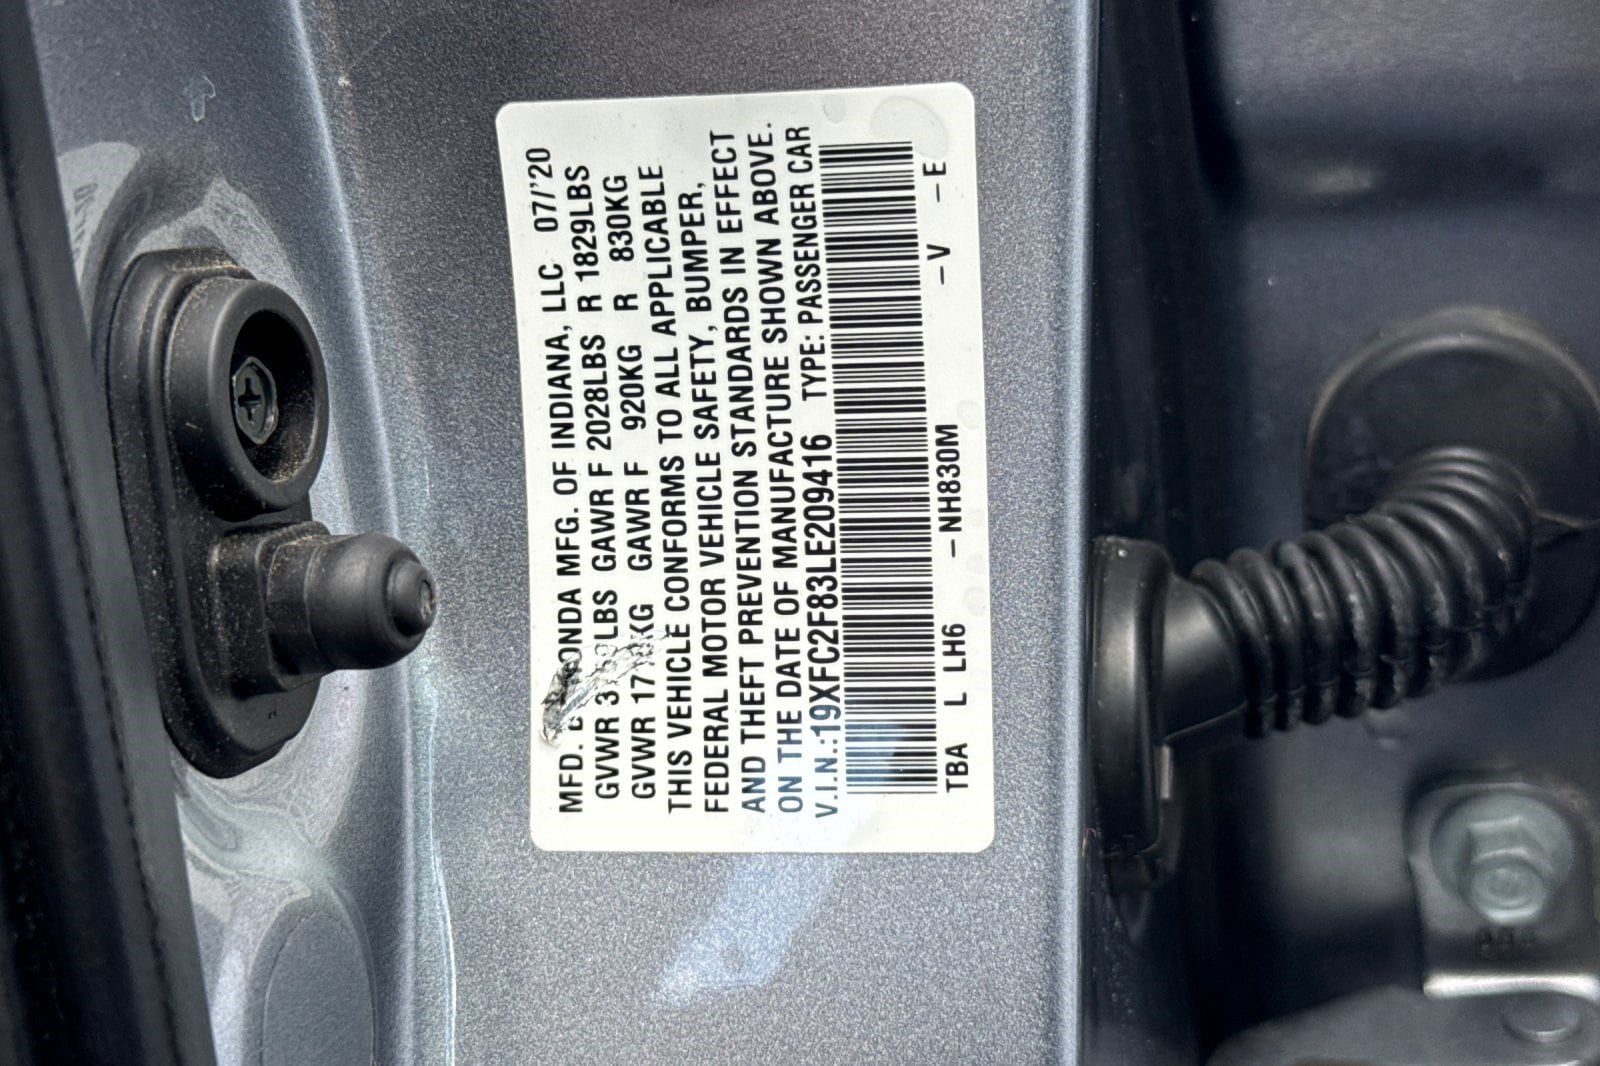 MFD. BY HONDA MFG. OF INDIANA, LLC 07/'20
GVWR LBS GAWR F 2028LBS R 1829LBS
GVWR KG GAWR F 920KG R 830KG
THIS VEHICLE CONFORMS TO ALL APPLICABLE
FEDERAL MOTOR VEHICLE SAFETY, BUMPER,
AND THEFT PREVENTION STANDARDS IN EFFECT
ON THE DATE OF MANUFACTURE SHOWN ABOVE.
V.I.N.:19XFC2F83LE209416 TYPE: PASSENGER CAR
TBA L LH6 –NH830M –V –E